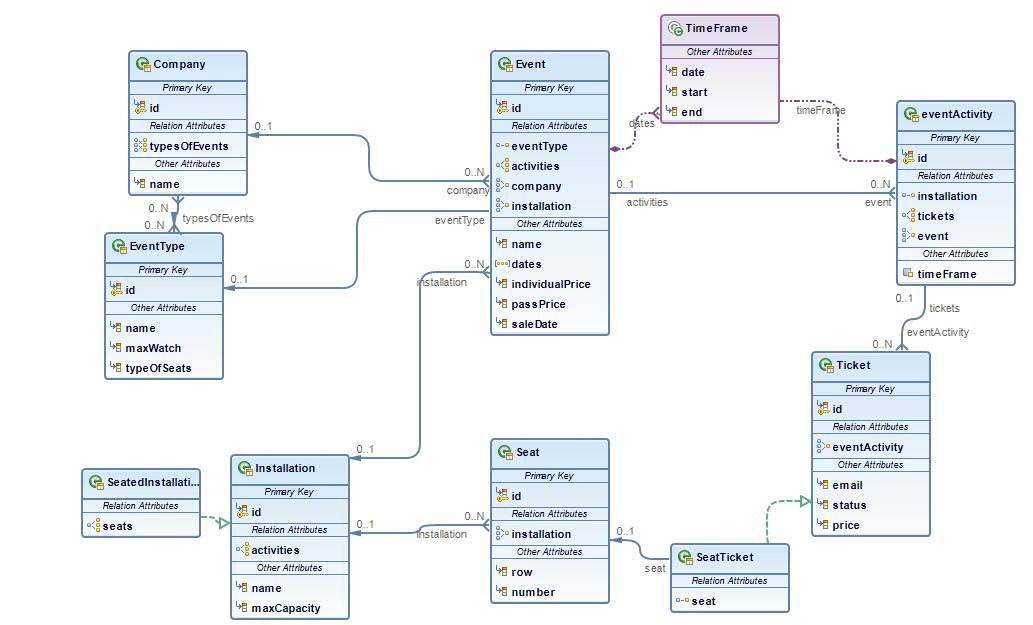 TimeFrame
Other Attributes
date
start
end
Company
Primary Key
id
Relation Attributes
typesOfEvents
Other Attributes
name
Event
Primary Key
id
Relation Attributes
eventType
activities
company
installation
Other Attributes
name
dates
individualPrice
passPrice
saleDate
eventActivity
Primary Key
id
Relation Attributes
installation
tickets
event
Other Attributes
timeFrame
0..1
0..N
company
eventType
dates
timeFrame
0..1
activities
0..N
event
0..N
0..N
typesOfEvents
EventType
Primary Key
id
Other Attributes
name
maxWatch
typeOfSeats
0..1
0..N
installation
0..1
tickets
eventActivity
0..N
Ticket
Primary Key
id
Relation Attributes
eventActivity
Other Attributes
email
status
price
0..1
SeatedInstallati...
Relation Attributes
seats
Installation
Primary Key
id
Relation Attributes
activities
Other Attributes
name
maxCapacity
0..1
0..N
installation
Seat
Primary Key
id
Relation Attributes
installation
Other Attributes
row
number
0..1
seat
SeatTicket
Relation Attributes
seat